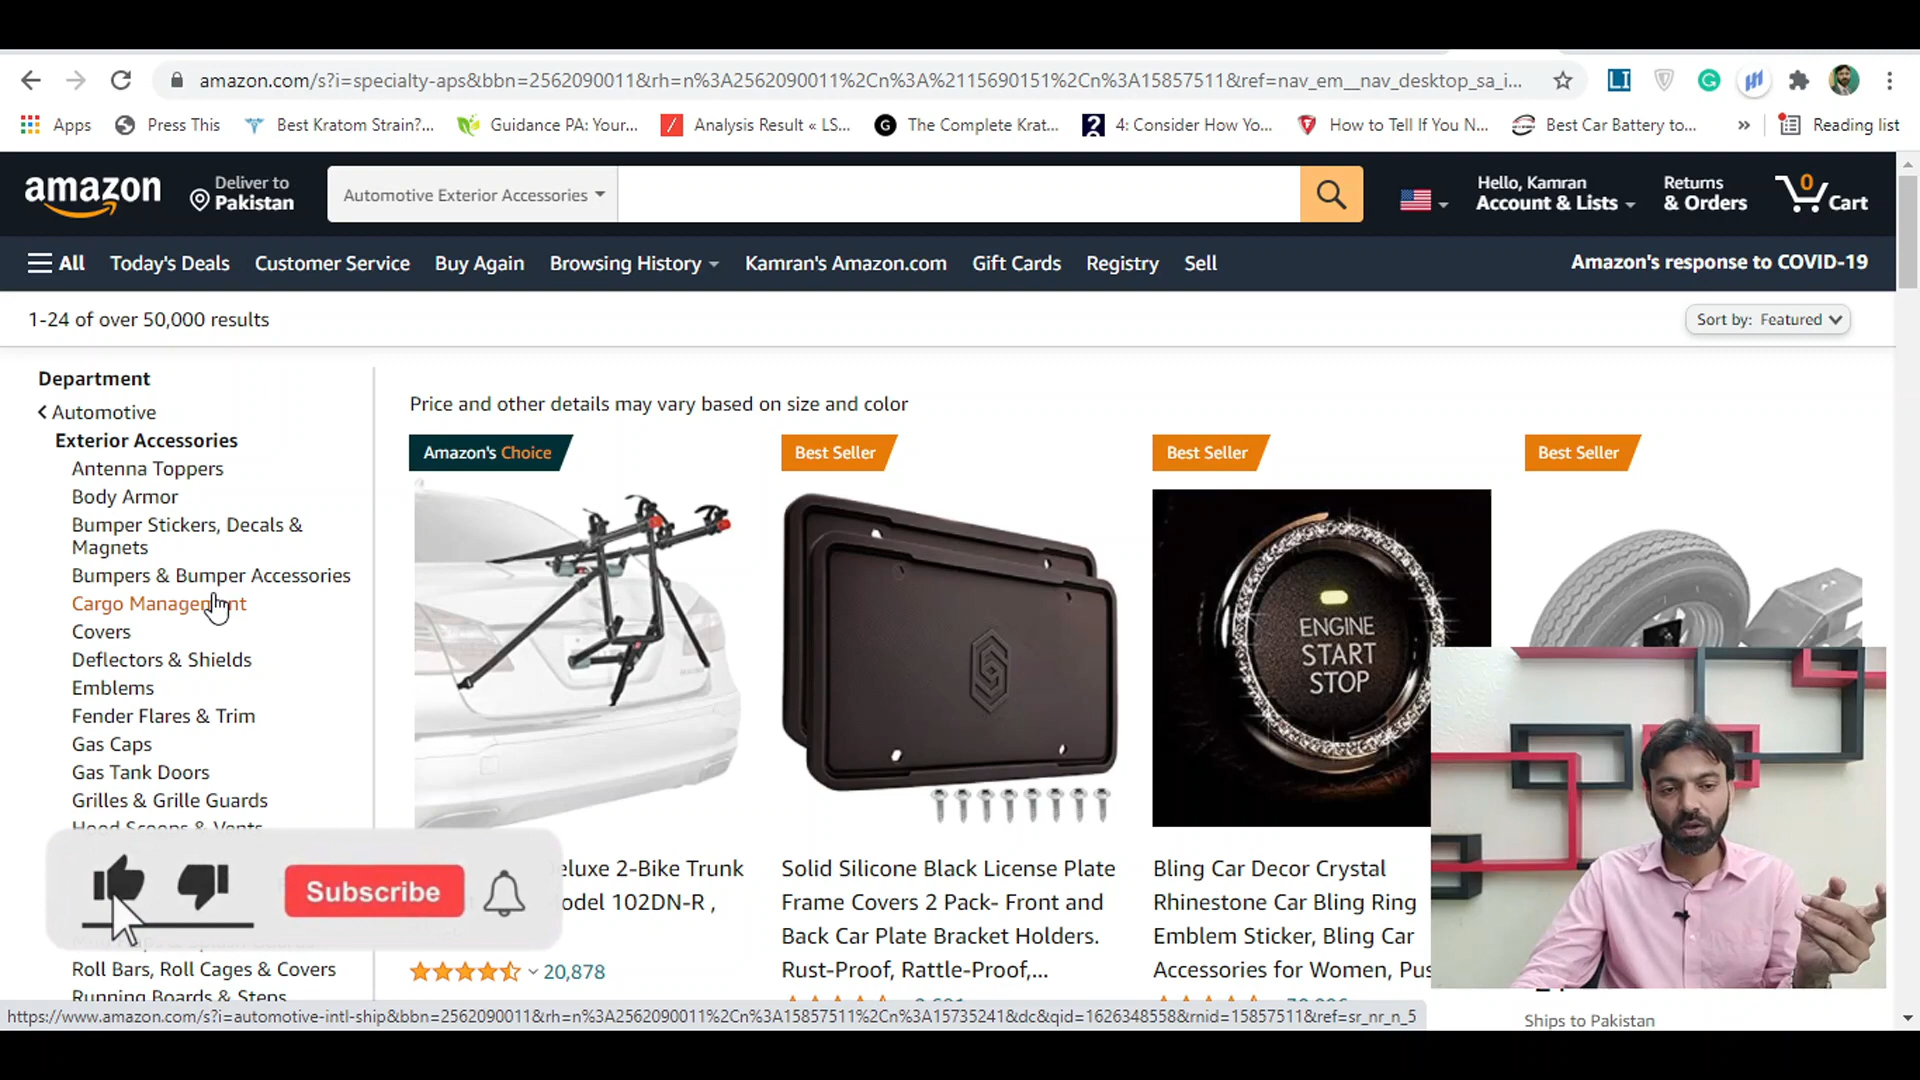 amazon.com/s?i=specialty-aps&bbn=2562090011&rh=n%3A2562090011%2Cn%3A%2115690151%2Cn%3A15857511&ref=nav_em__nav_desktop_sa_i...
Apps Press This Best Kratom Strain?... Guidance PA: Your... Analysis Result « LS... The Complete Krat... 4: Consider How Yo... How to Tell If You N... Best Car Battery to... » Reading list
amazon Deliver to Pakistan Automotive Exterior Accessories Hello, Kamran Account & Lists Returns & Orders 0 Cart
All Today's Deals Customer Service Buy Again Browsing History Kamran's Amazon.com Gift Cards Registry Sell Amazon's response to COVID-19
1-24 of over 50,000 results Sort by: Featured
Department
Automotive
Exterior Accessories
Antenna Toppers
Body Armor
Bumper Stickers, Decals &
Magnets
Bumpers & Bumper Accessories
Cargo Management
Covers
Deflectors & Shields
Emblems
Fender Flares & Trim
Gas Caps
Gas Tank Doors
Grilles & Grille Guards
Hood Scoops & Vents
Roll Bars, Roll Cages & Covers
Running Boards & Steps
Subscribe
Price and other details may vary based on size and color
Amazon's Choice
Best Seller
Best Seller
Best Seller
ENGINE
START
STOP
eluxe 2-Bike Trunk
odel 102DN-R ,
20,878
Solid Silicone Black License Plate
Frame Covers 2 Pack- Front and
Back Car Plate Bracket Holders.
Rust-Proof, Rattle-Proof,...
Bling Car Decor Crystal
Rhinestone Car Bling Ring
Emblem Sticker, Bling Car
Accessories for Women, Pus
Ships to Pakistan
https://www.amazon.com/s?i=automotive-intl-ship&bbn=2562090011&rh=n%3A2562090011%2Cn%3A15857511%2Cn%3A15735241&dc&qid=1626348558&rnid=15857511&ref=sr_nr_n_5